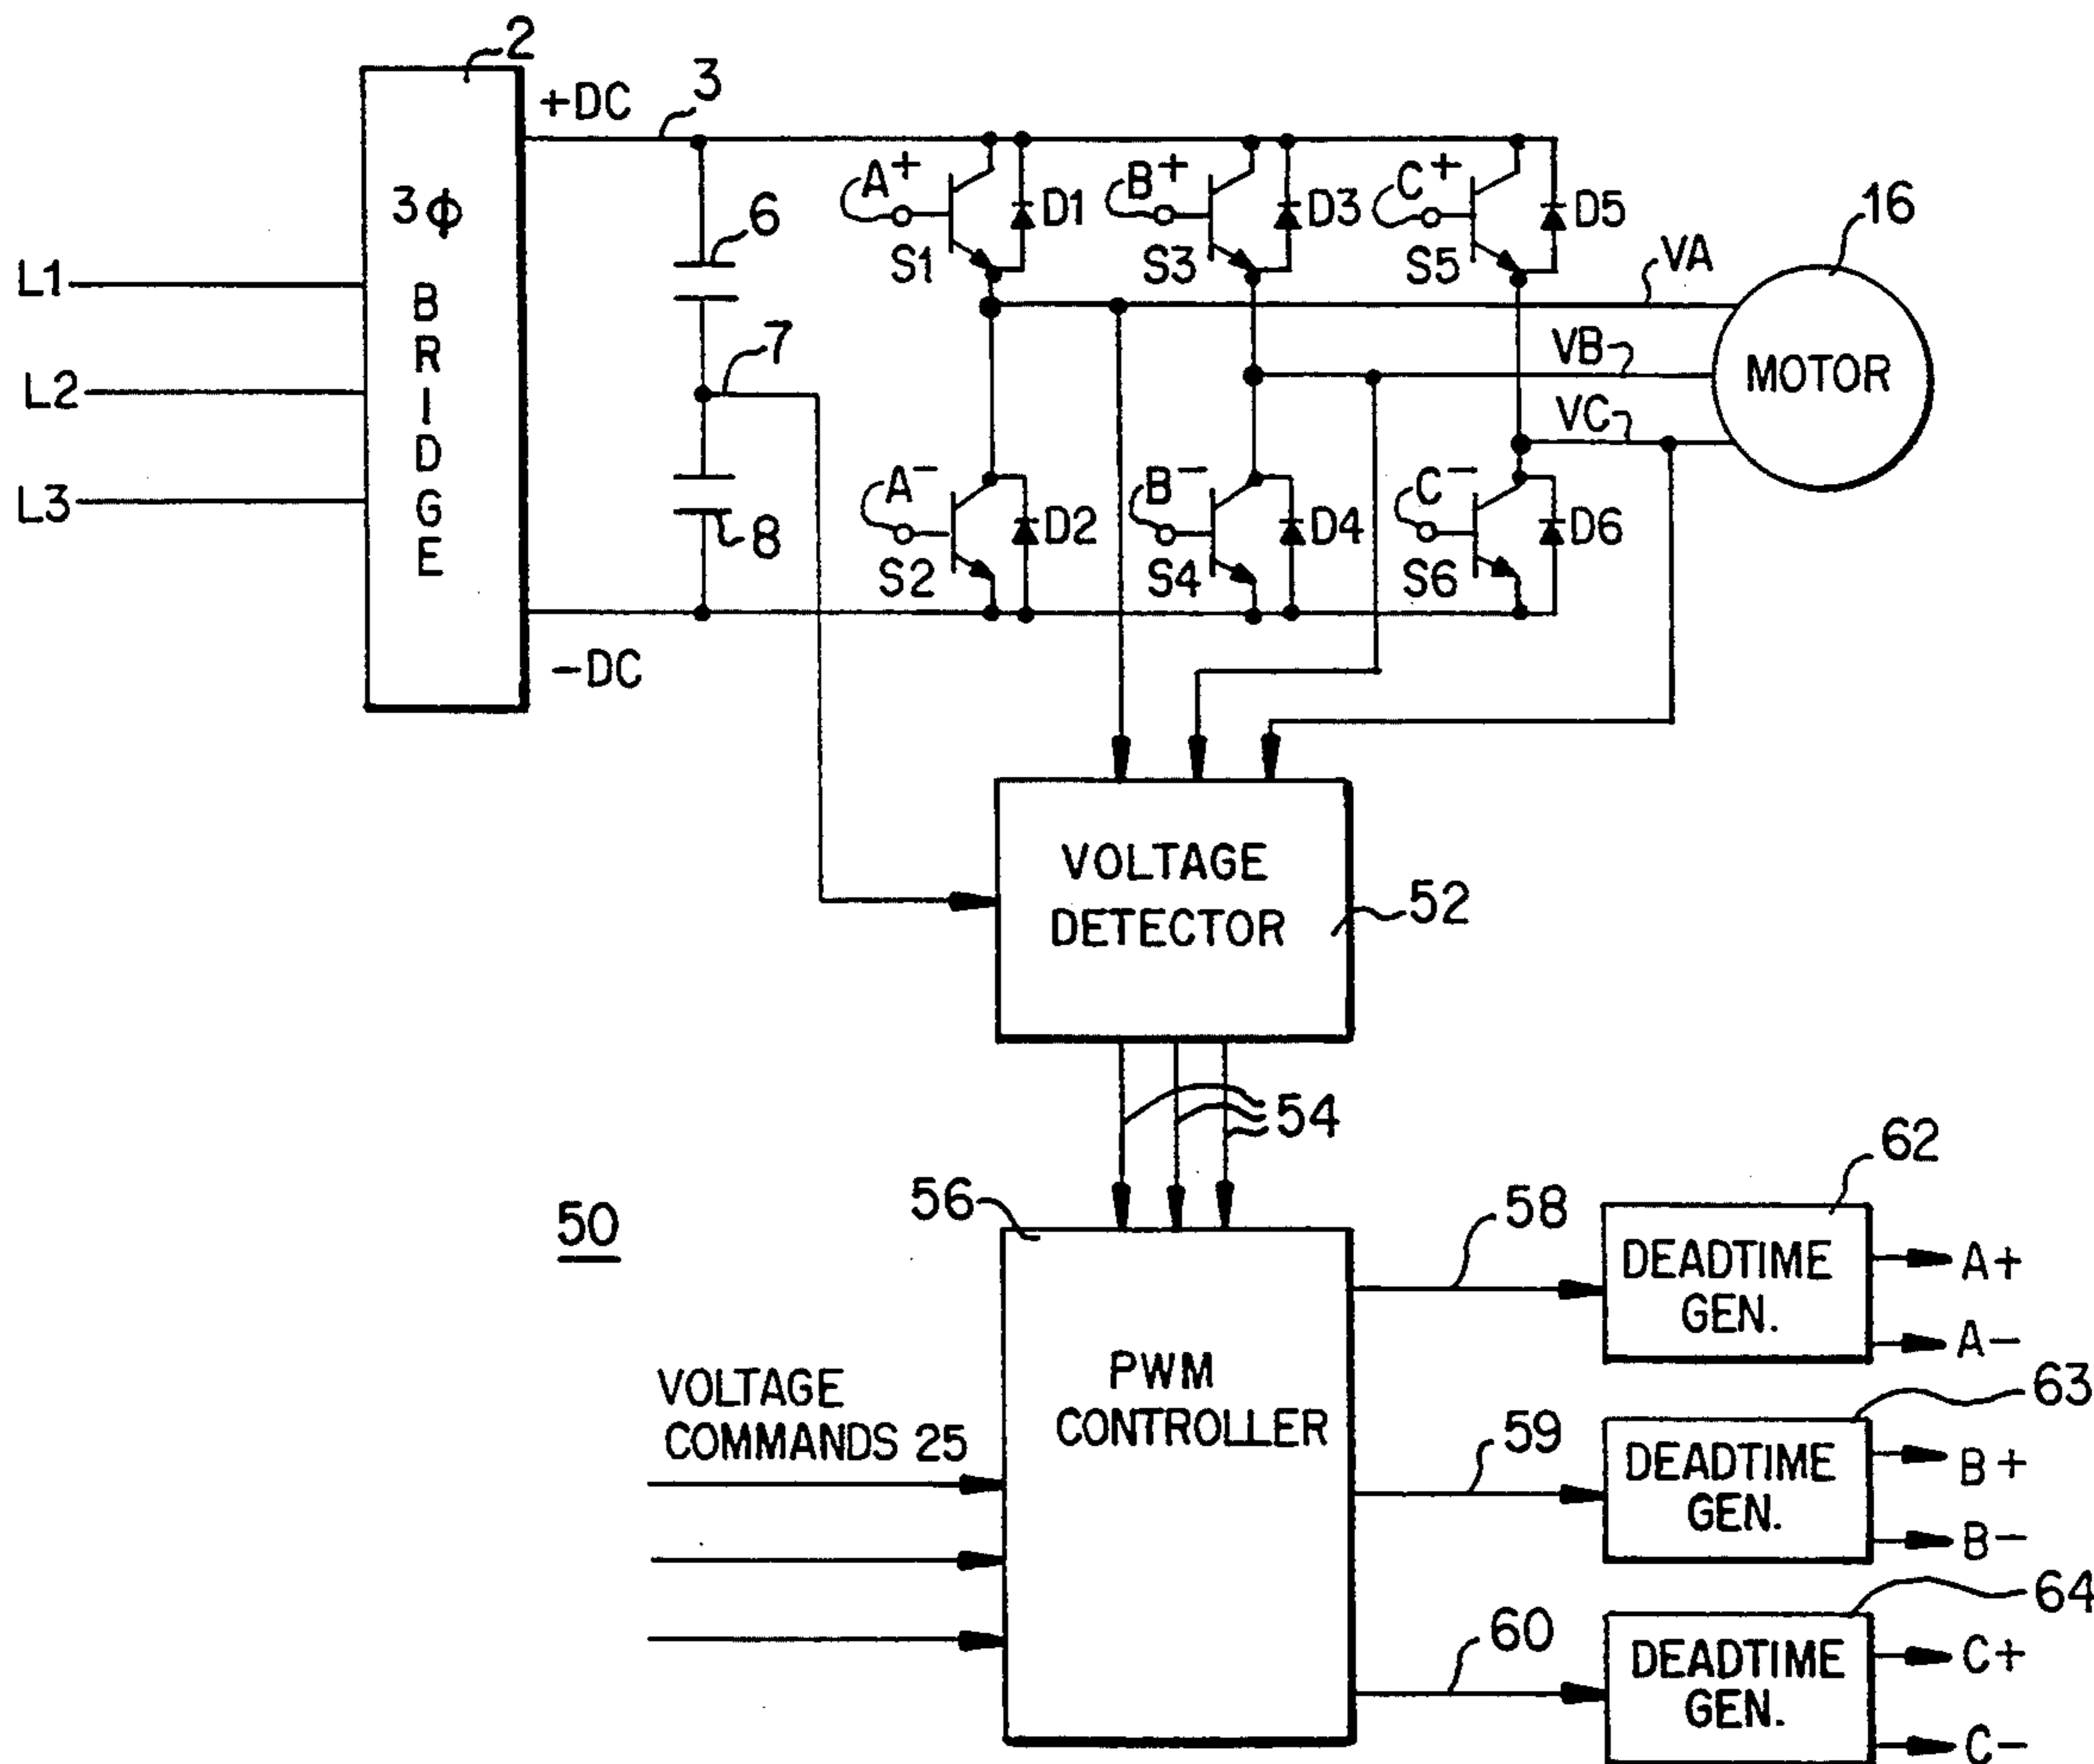 2
+DC
3
3Φ
BRIDGE
L1
L2
L3
-DC
6
7
8
A+
S1
D1
B+
S3
D3
C+
S5
D5
A-
S2
D2
B-
S4
D4
C-
S6
D6
VA
VB
VC
16
MOTOR
VOLTAGE
DETECTOR
52
54
50
56
PWM
CONTROLLER
VOLTAGE
COMMANDS 25
58
59
60
62
DEADTIME
GEN.
A+
A-
63
DEADTIME
GEN.
B+
B-
64
DEADTIME
GEN.
C+
C-